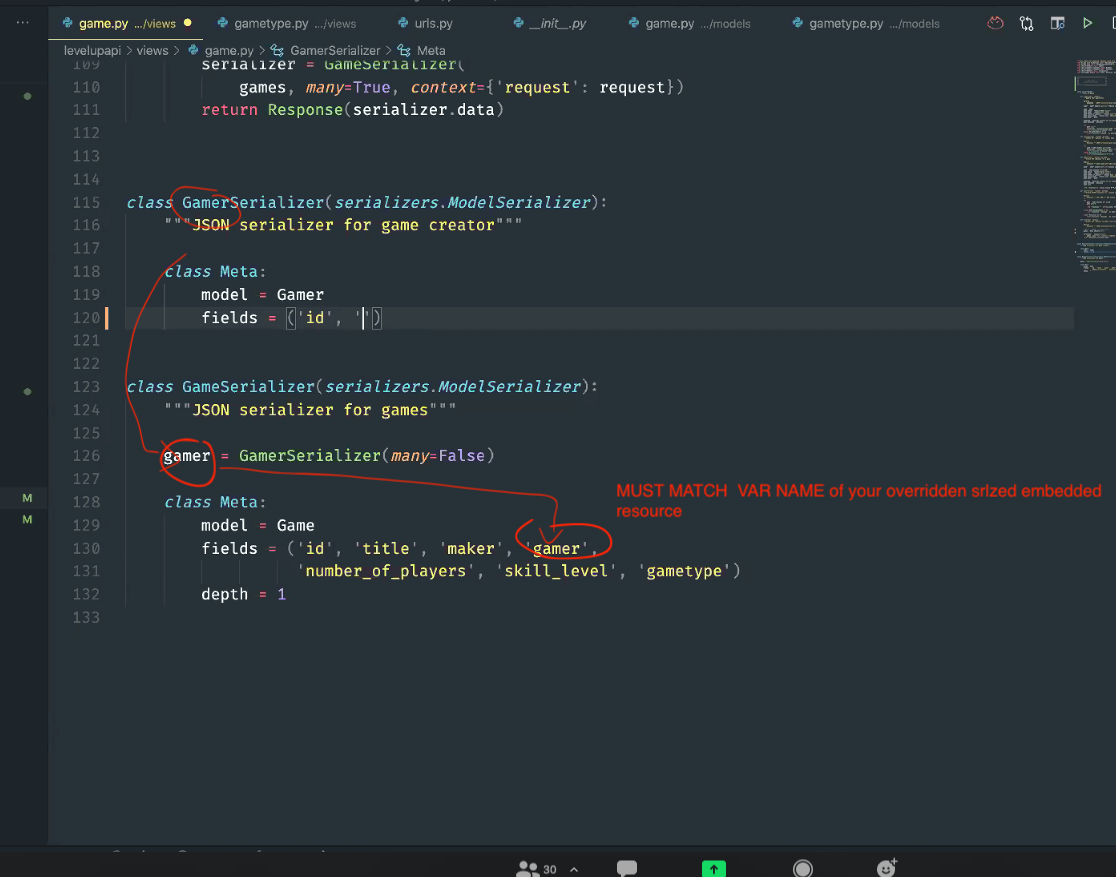 game.py .../views gametype.py .../views urls.py __init__.py game.py .../models gametype.py .../models
levelupapi > views > game.py > GamerSerializer > Meta
109 serializer = GameSerializer(
110 games, many=True, context={'request': request})
111 return Response(serializer.data)
112
113
114
115 class GamerSerializer(serializers.ModelSerializer):
116 """JSON serializer for game creator"""
117
118 class Meta:
119 model = Gamer
120 fields = ('id', '')
121
122
123 class GameSerializer(serializers.ModelSerializer):
124 """JSON serializer for games"""
125
126 gamer = GamerSerializer(many=False)
127
M 128 class Meta:
M 129 model = Game
MUST MATCH VAR NAME of your overridden srlzed embedded
resource
130 fields = ('id', 'title', 'maker', 'gamer',
131 'number_of_players', 'skill_level', 'gametype')
132 depth = 1
133
30